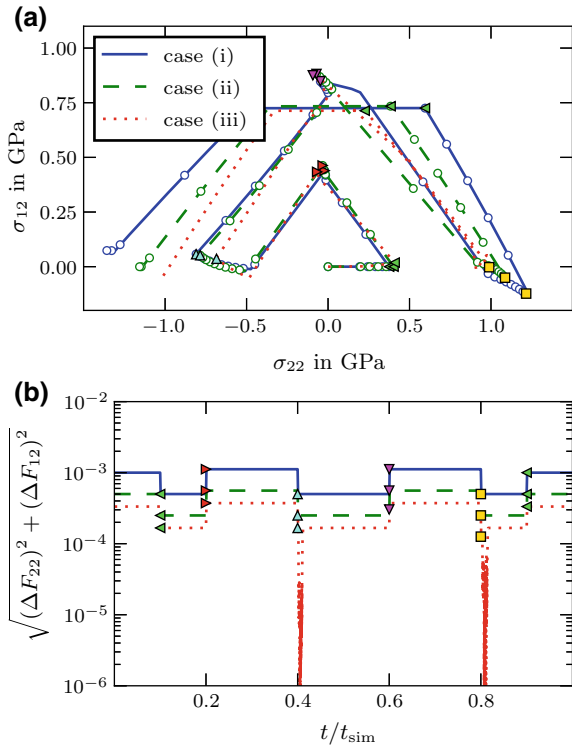 (a)
1.00
0.75
0.50
0.25
0.00
σ12 in GPa
case (i)
case (ii)
case (iii)
−1.0 −0.5 0.0 0.5 1.0
σ22 in GPa
(b)
10−2
10−3
10−4
10−5
10−6
√(ΔF22)2 + (ΔF12)2
0.2 0.4 0.6 0.8
t/tsim